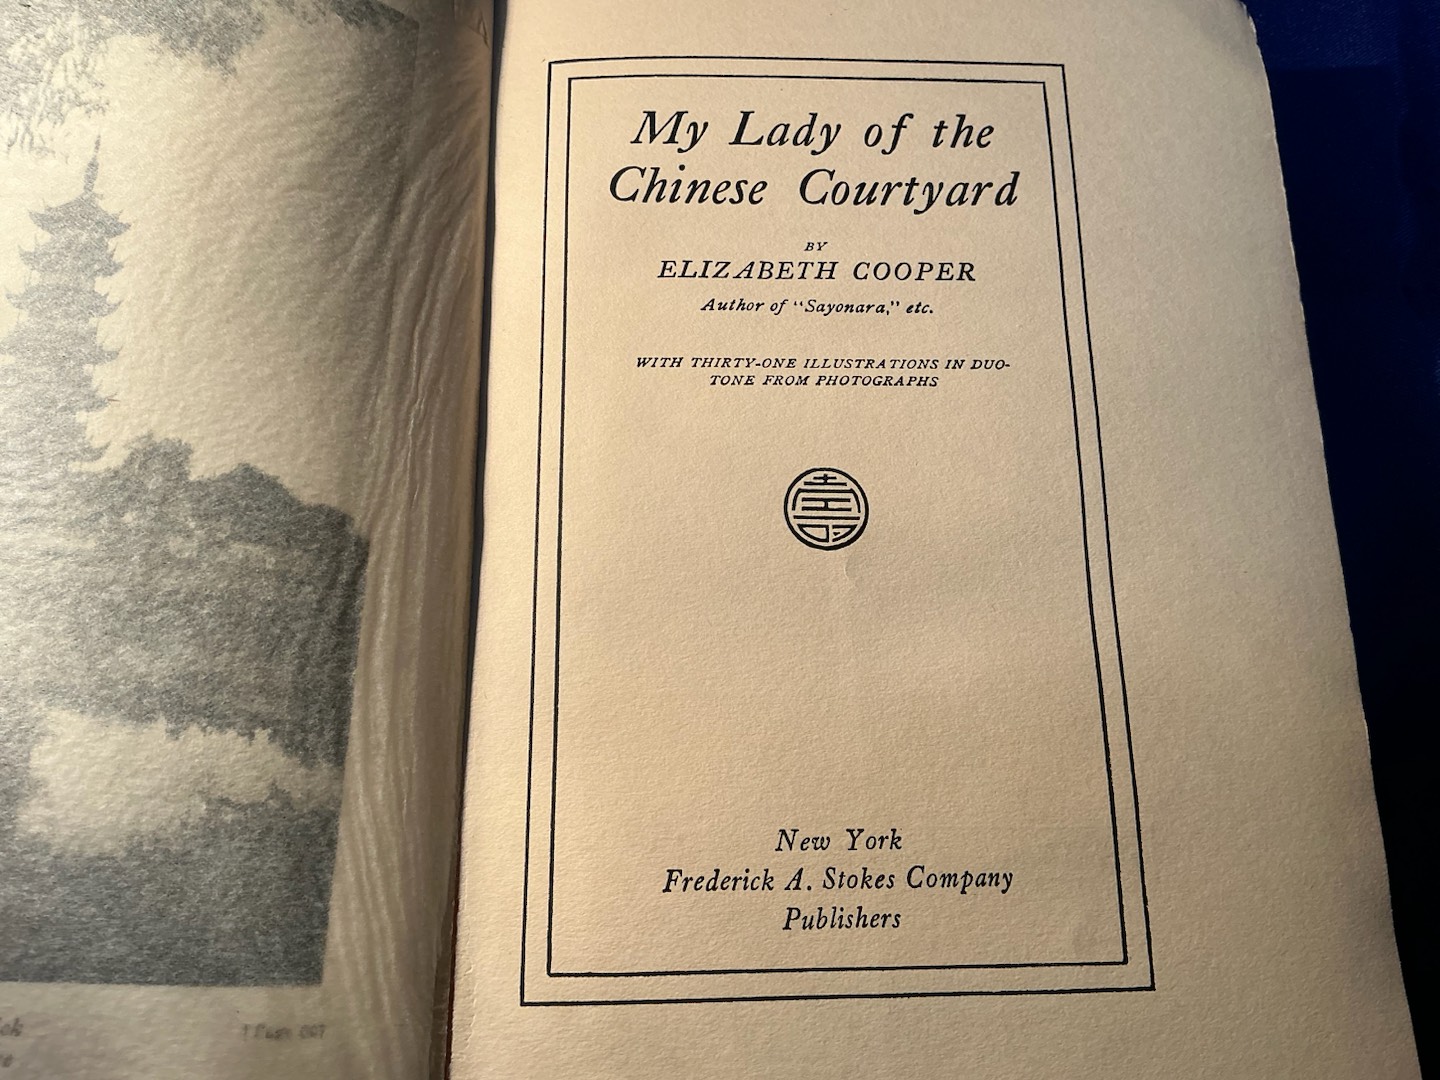 My Lady of the
Chinese Courtyard
BY
ELIZABETH COOPER
Author of "Sayonara," etc.
WITH THIRTY-ONE ILLUSTRATIONS IN DUO-
TONE FROM PHOTOGRAPHS
New York
Frederick A. Stokes Company
Publishers